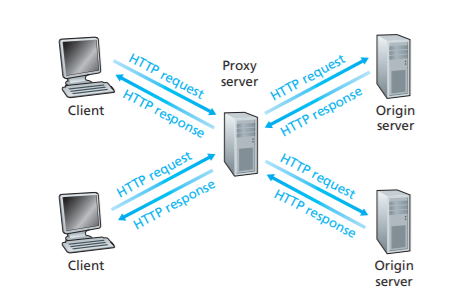 HTTP request
HTTP response
Client
Proxy
server
HTTP request
HTTP response
Origin
server
HTTP request
HTTP response
Client
HTTP request
HTTP response
Origin
server